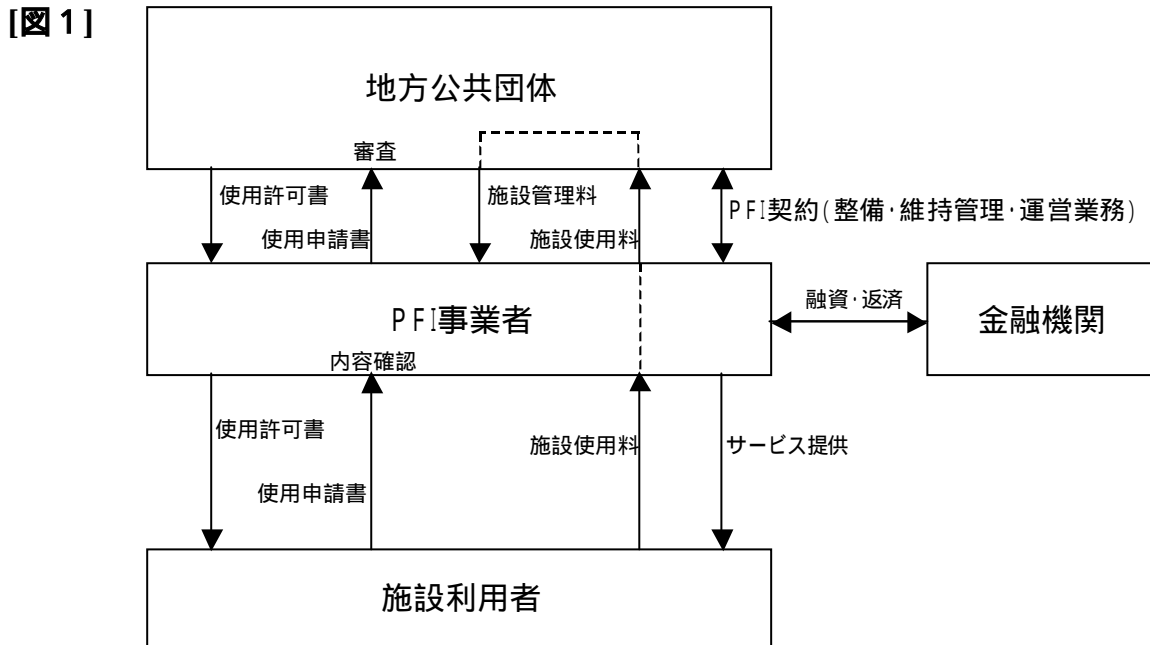 [図1]
地方公共団体
審査
使用許可書
施設管理料
PFI契約(整備・維持管理・運営業務)
使用申請書
施設使用料
融資・返済
PFI事業者
金融機関
内容確認
使用許可書
施設使用料
サービス提供
使用申請書
施設利用者